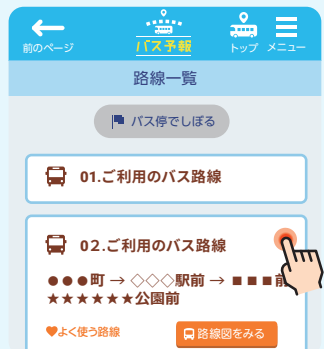 前のページ
バス予報
トップ メニュー
路線一覧
バス停でしぼる
01.ご利用のバス路線
02.ご利用のバス路線
●●●町 → ◇◇◇駅前 → ■■■前
★★★★★★公園前
よく使う路線
路線図をみる